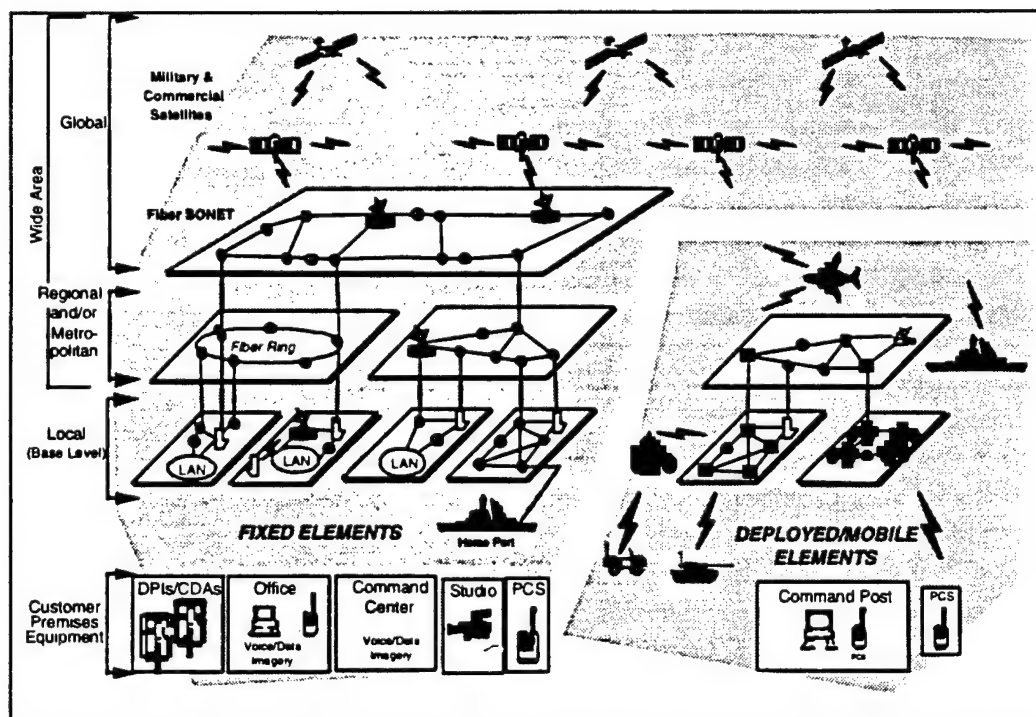 Wide Area
Global
Military &
Commercial
Satellites
Fiber SONET
Regional
land/or
Metro-
politan
Fiber Ring
Local
(Base Level)
LAN
LAN
LAN
FIXED ELEMENTS
Home Port
DEPLOYED/MOBILE
ELEMENTS
Customer
Premises
Equipment
DPIs/CDAs
Office
Voice/Data
Imagery
Command
Center
Voice/Data
Imagery
Studio
PCS
Command Post
PCS
PCS